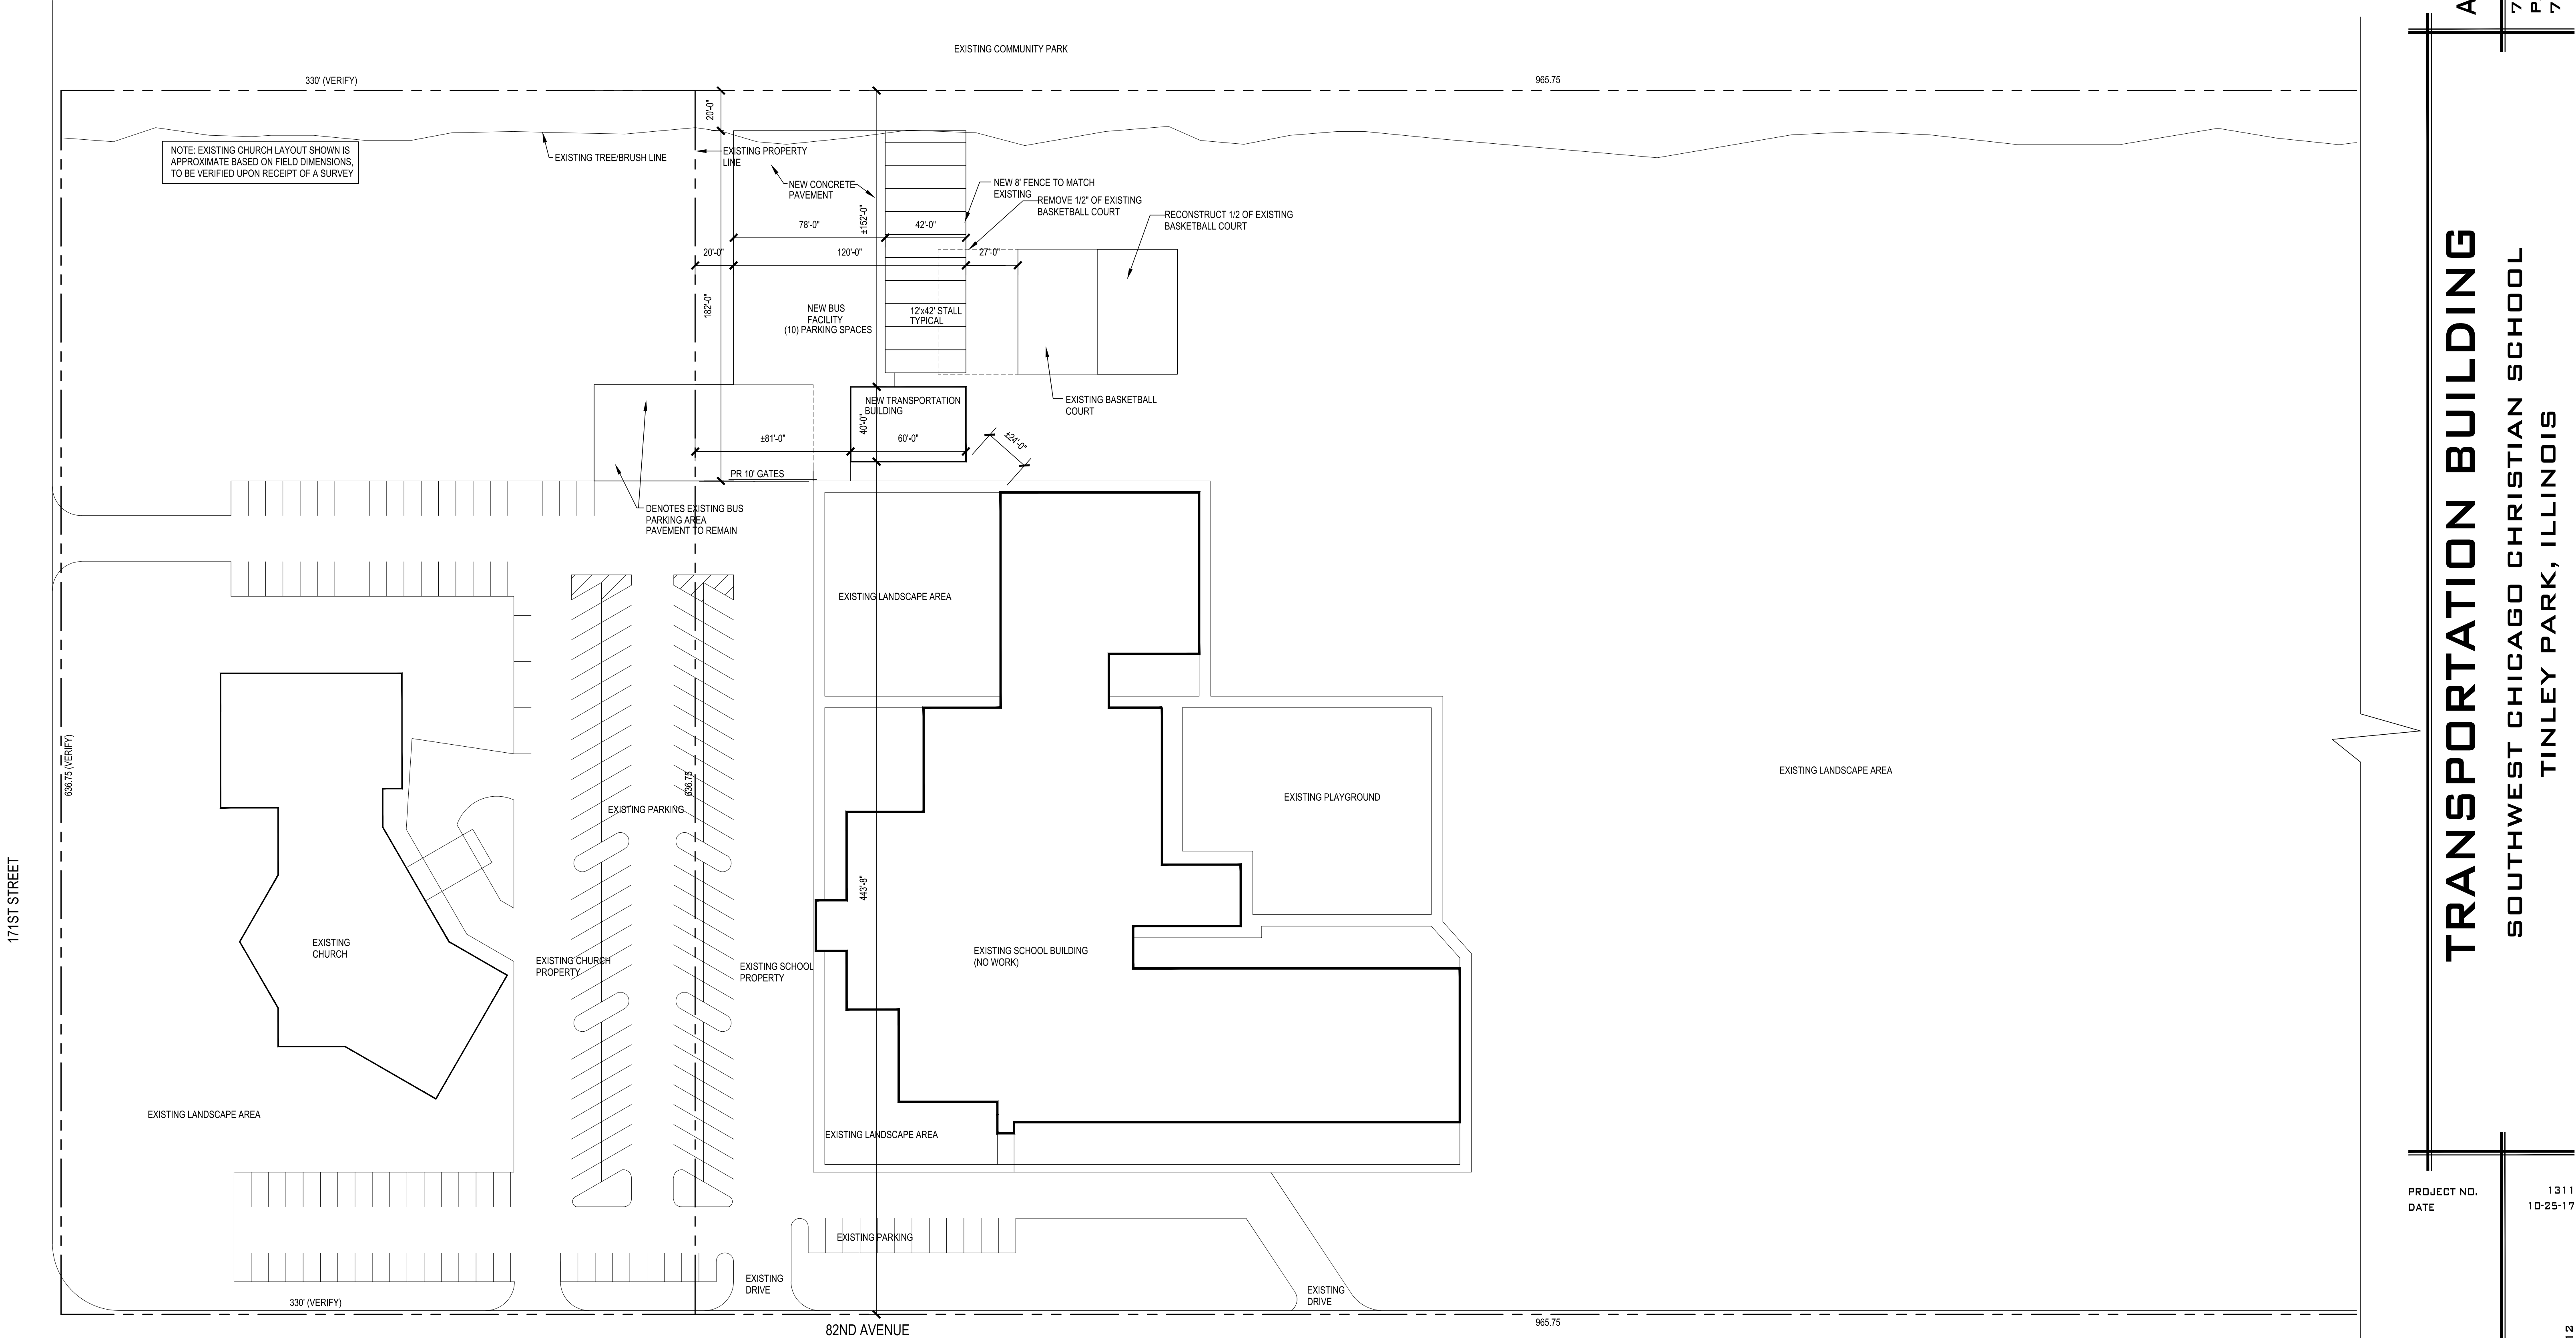 EXISTING COMMUNITY PARK
330' (VERIFY)
965.75
20'-0"
NOTE: EXISTING CHURCH LAYOUT SHOWN IS
APPROXIMATE BASED ON FIELD DIMENSIONS,
TO BE VERIFIED UPON RECEIPT OF A SURVEY
EXISTING TREE/BRUSH LINE
EXISTING PROPERTY
LINE
NEW CONCRETE
PAVEMENT
NEW 8' FENCE TO MATCH
EXISTING
REMOVE 1/2" OF EXISTING
BASKETBALL COURT
RECONSTRUCT 1/2 OF EXISTING
BASKETBALL COURT
±152'-0"
78'-0"
42'-0"
20'-0"
120'-0"
27'-0"
182'-0"
NEW BUS
FACILITY
(10) PARKING SPACES
12'x42' STALL
TYPICAL
NEW TRANSPORTATION
BUILDING
EXISTING BASKETBALL
COURT
40'-0"
±81'-0"
60'-0"
±24'-0"
PR 10' GATES
DENOTES EXISTING BUS
PARKING AREA
PAVEMENT TO REMAIN
EXISTING LANDSCAPE AREA
636.75 (VERIFY)
636.75
EXISTING PARKING
EXISTING PLAYGROUND
EXISTING LANDSCAPE AREA
171ST STREET
443'-8"
EXISTING
CHURCH
EXISTING CHURCH
PROPERTY
EXISTING SCHOOL
PROPERTY
EXISTING SCHOOL BUILDING
(NO WORK)
EXISTING LANDSCAPE AREA
EXISTING LANDSCAPE AREA
EXISTING PARKING
EXISTING
DRIVE
EXISTING
DRIVE
330' (VERIFY)
965.75
82ND AVENUE
A
7
P
7
TRANSPORTATION BUILDING
SOUTHWEST CHICAGO CHRISTIAN SCHOOL
TINLEY PARK, ILLINOIS
PROJECT NO. 1311
DATE 10-25-17
12